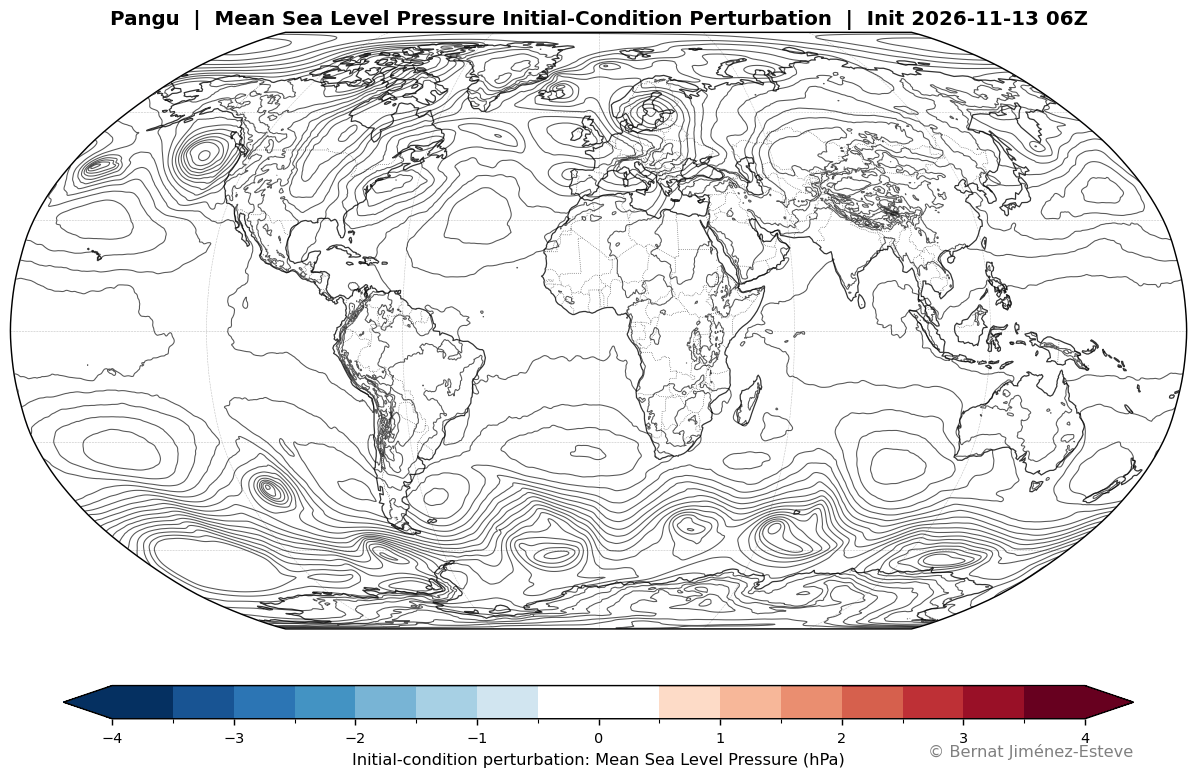 Pangu | Mean Sea Level Pressure Initial-Condition Perturbation | Init 2026-11-13 06Z
−4 −3 −2 −1 0 1 2 3 4
© Bernat Jiménez-Esteve
Initial-condition perturbation: Mean Sea Level Pressure (hPa)